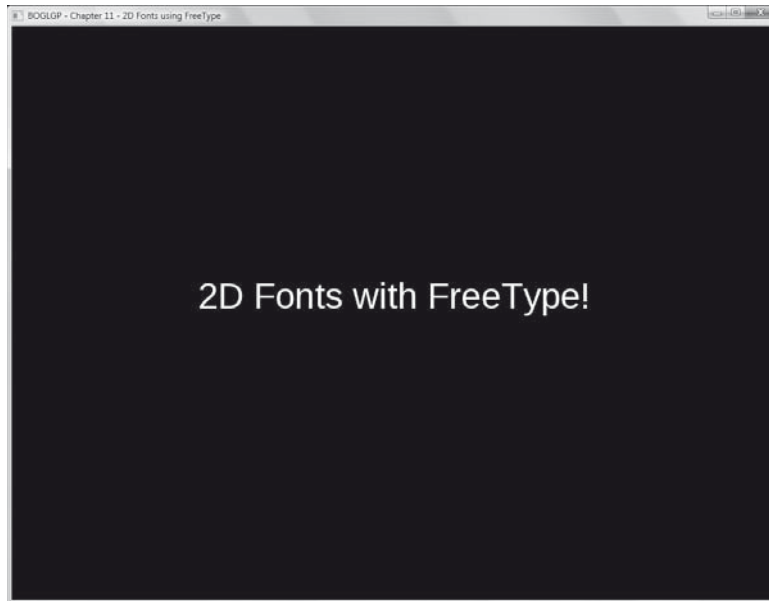 BOGLGP - Chapter 11 - 2D Fonts using FreeType
2D Fonts with FreeType!